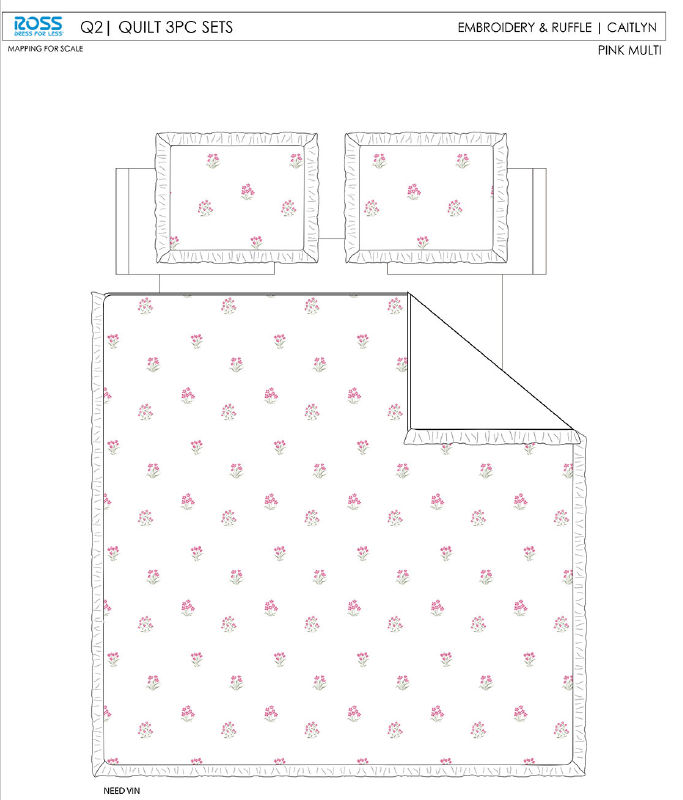 ROSS
DRESS FOR LESS
Q2| QUILT 3PC SETS
EMBROIDERY & RUFFLE | CAITLYN
MAPPING FOR SCALE
PINK MULTI
NEED VIN